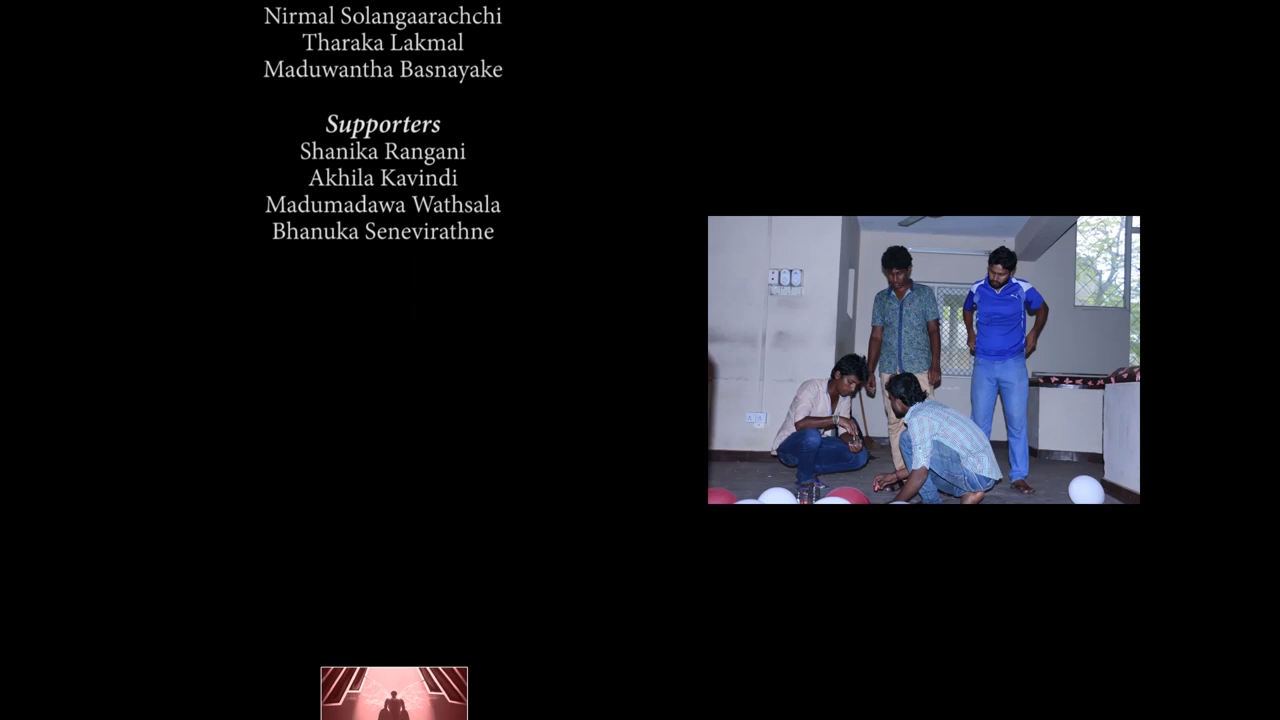 Nirmal Solangaarachchi
Tharaka Lakmal
Maduwantha Basnayake
Supporters
Shanika Rangani
Akhila Kavindi
Madumadawa Wathsala
Bhanuka Senevirathne